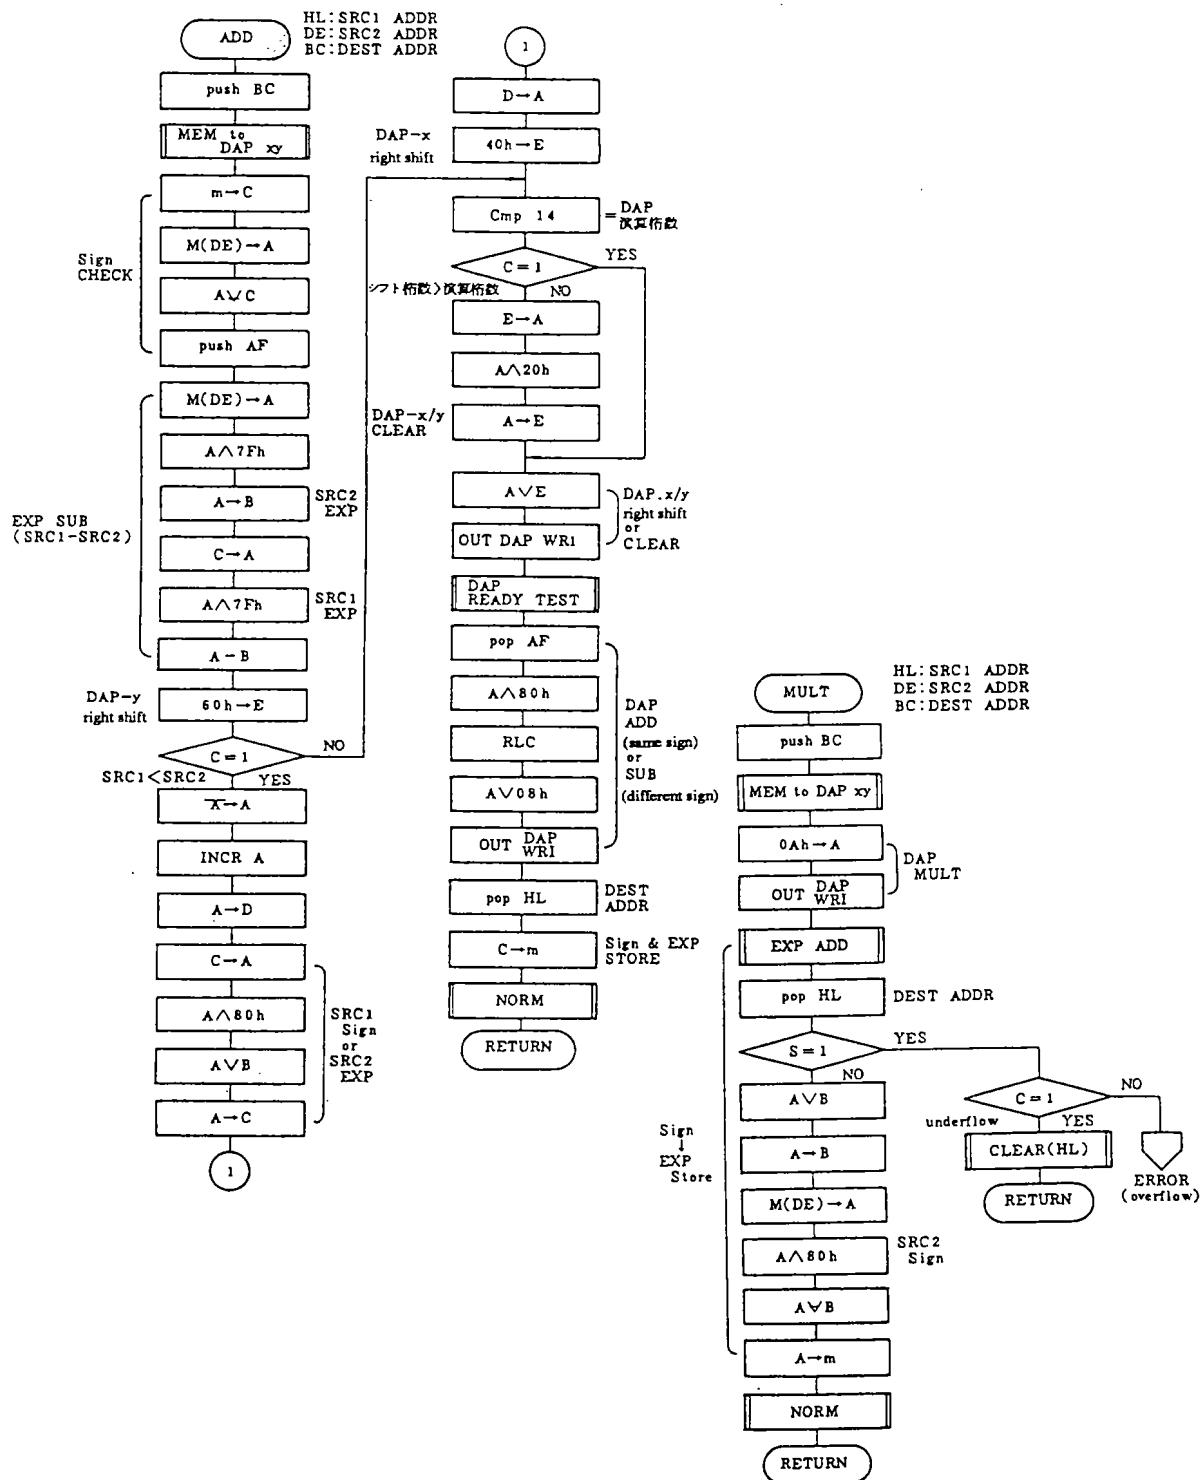 ADD
HL:SRC1 ADDR
DE:SRC2 ADDR
BC:DEST ADDR
push BC
MEM to
DAP xy
Sign
CHECK
m→C
M(DE)→A
A⊻C
push AF
EXP SUB
(SRC1-SRC2)
M(DE)→A
A∧7Fh
A→B
SRC2
EXP
C→A
A∧7Fh
SRC1
EXP
A-B
DAP-y
right shift
60h→E
C=1
NO
SRC1<SRC2
YES
A̅→A
INCR A
A→D
C→A
A∧80h
A∨B
A→C
SRC1
Sign
or
SRC2
EXP
1
1
D→A
DAP-x
right shift
40h→E
Cmp 14
=DAP
演算桁数
C=1
YES
シフト桁数>演算桁数
NO
E→A
A∧20h
DAP-x/y
CLEAR
A→E
A∨E
OUT DAP WRI
DAP.x/y
right shift
or
CLEAR
DAP
READY TEST
pop AF
A∧80h
RLC
A∨08h
OUT DAP
WRI
DAP
ADD
(same sign)
or
SUB
(different sign)
pop HL
DEST
ADDR
C→m
Sign & EXP
STORE
NORM
RETURN
MULT
HL:SRC1 ADDR
DE:SRC2 ADDR
BC:DEST ADDR
push BC
MEM to DAP xy
0Ah→A
OUT DAP
WRI
DAP
MULT
EXP ADD
pop HL
DEST ADDR
S=1
YES
NO
C=1
NO
underflow
YES
CLEAR(HL)
RETURN
ERROR
(overflow)
Sign
↓
EXP
Store
A∨B
A→B
M(DE)→A
A∧80h
SRC2
Sign
A⊻B
A→m
NORM
RETURN